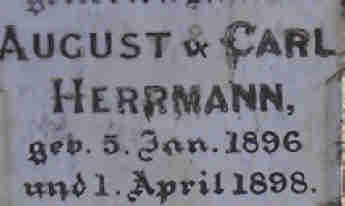 AUGUST & CARL
HERRMANN,
geb. 5. Jan. 1896
und 1. April 1898.